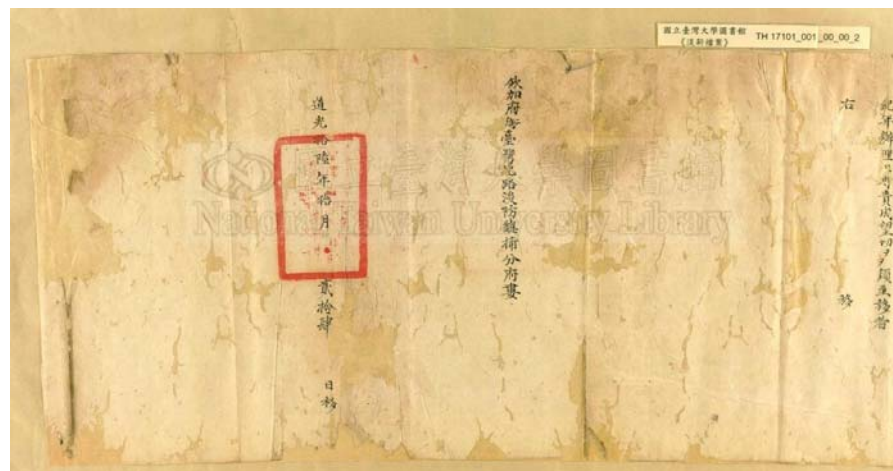 國立臺灣大學圖書館
《淡新檔案》
TH 17101_001_00_00_2
右 移
欽加府銜臺灣北路淡防總捕分府婁
道光拾陸年拾月 貳拾肆 日移
國立臺灣大學圖書館
National Taiwan University Library